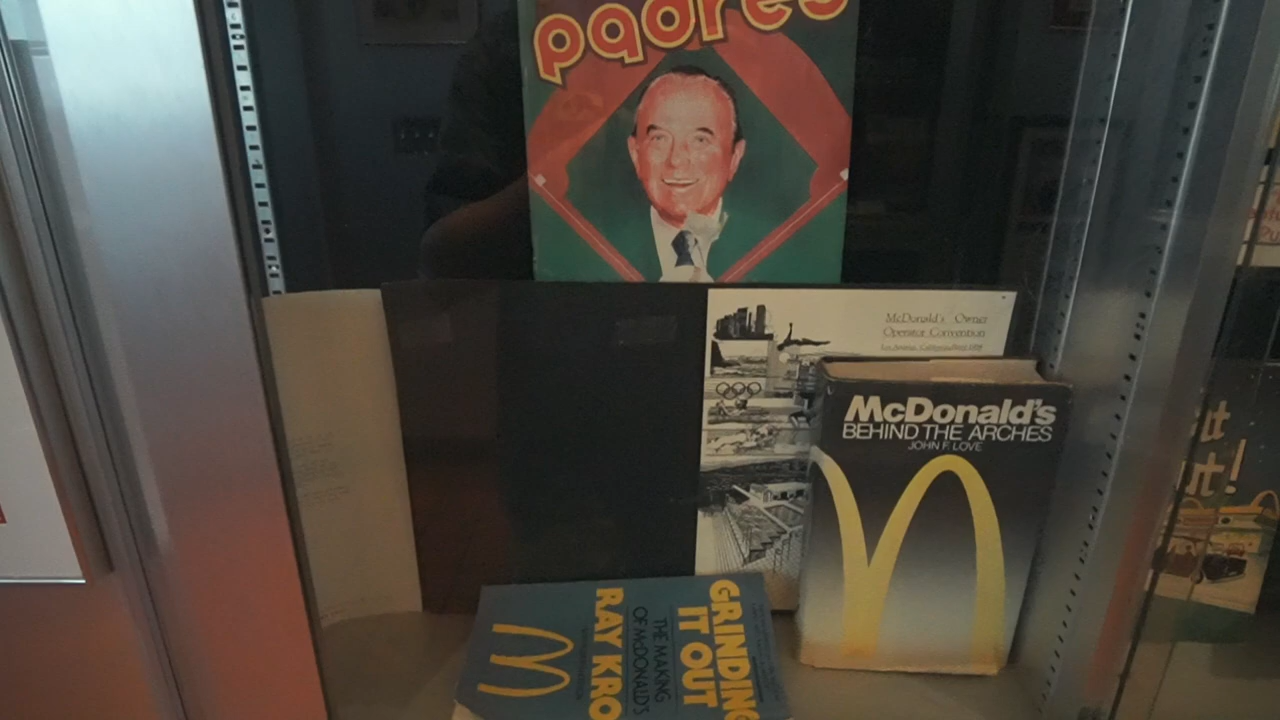 padres
McDonald's Owner
Operator Convention
McDonald's
BEHIND THE ARCHES
JOHN F. LOVE
GRINDING
IT OUT
THE MAKING
OF McDONALD'S
RAY KRO